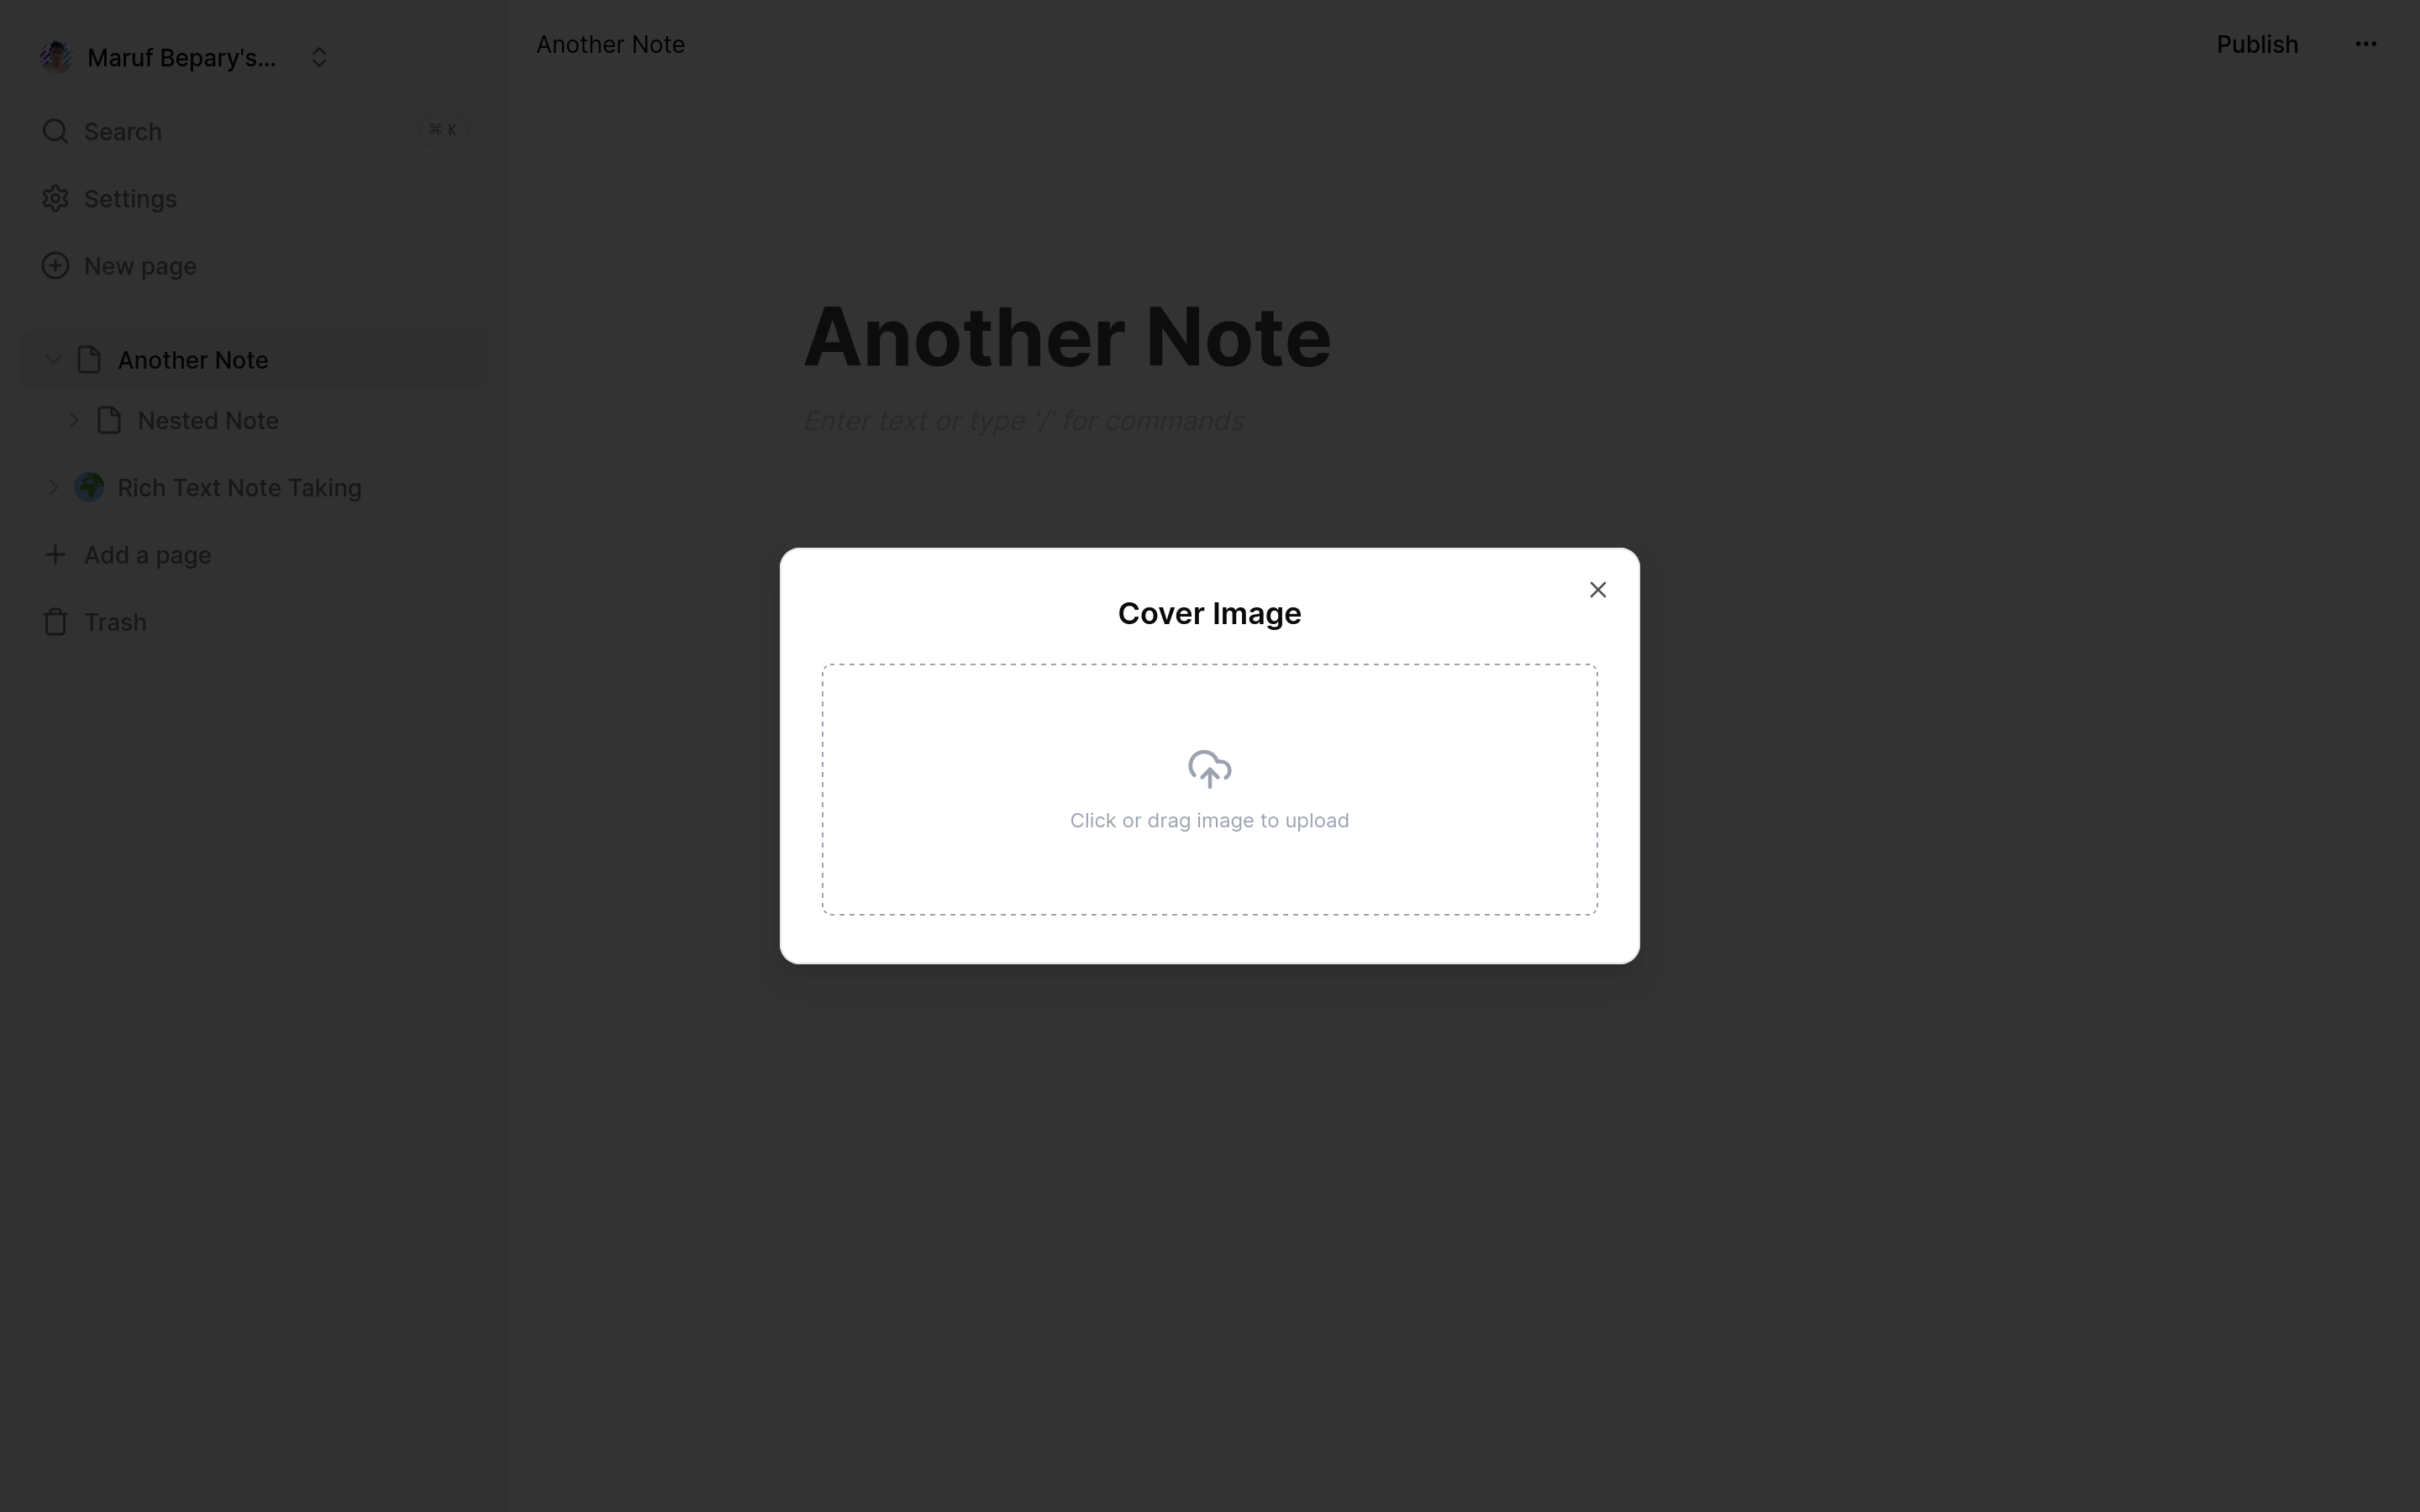 Maruf Bepary's...
Search
⌘ K
Settings
New page
Another Note
Nested Note
Rich Text Note Taking
Add a page
Trash
Another Note
Publish
Another Note
Enter text or type '/' for commands
Cover Image
Click or drag image to upload